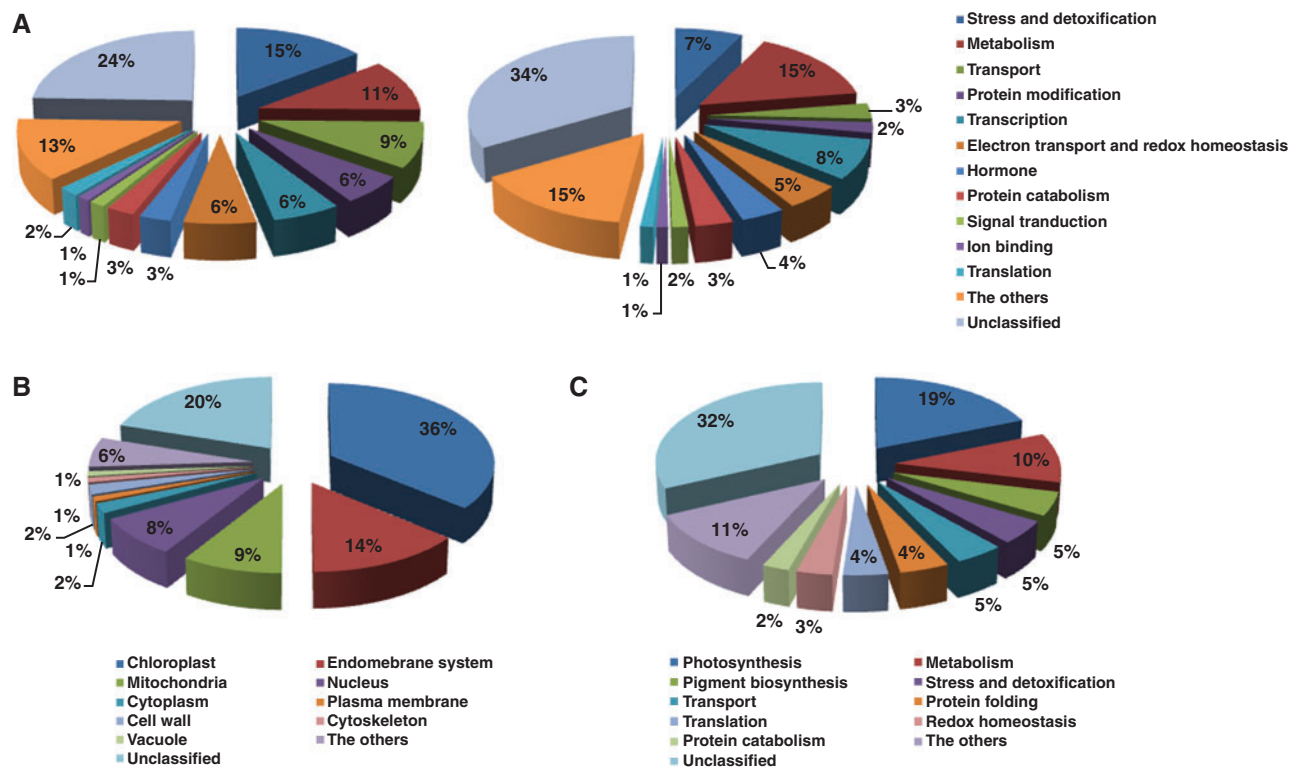 A
24%
15%
11%
9%
6%
6%
6%
3%
3%
1%
1%
2%
13%
34%
7%
15%
3%
2%
8%
5%
4%
3%
2%
1%
1%
15%
Stress and detoxification
Metabolism
Transport
Protein modification
Transcription
Electron transport and redox homeostasis
Hormone
Protein catabolism
Signal tranduction
Ion binding
Translation
The others
Unclassified
B
20%
36%
14%
9%
8%
2%
1%
2%
1%
1%
6%
Chloroplast
Endomebrane system
Mitochondria
Nucleus
Cytoplasm
Plasma membrane
Cell wall
Cytoskeleton
Vacuole
The others
Unclassified
C
32%
19%
10%
5%
5%
5%
4%
4%
3%
2%
11%
Photosynthesis
Metabolism
Pigment biosynthesis
Stress and detoxification
Transport
Protein folding
Translation
Redox homeostasis
Protein catabolism
The others
Unclassified